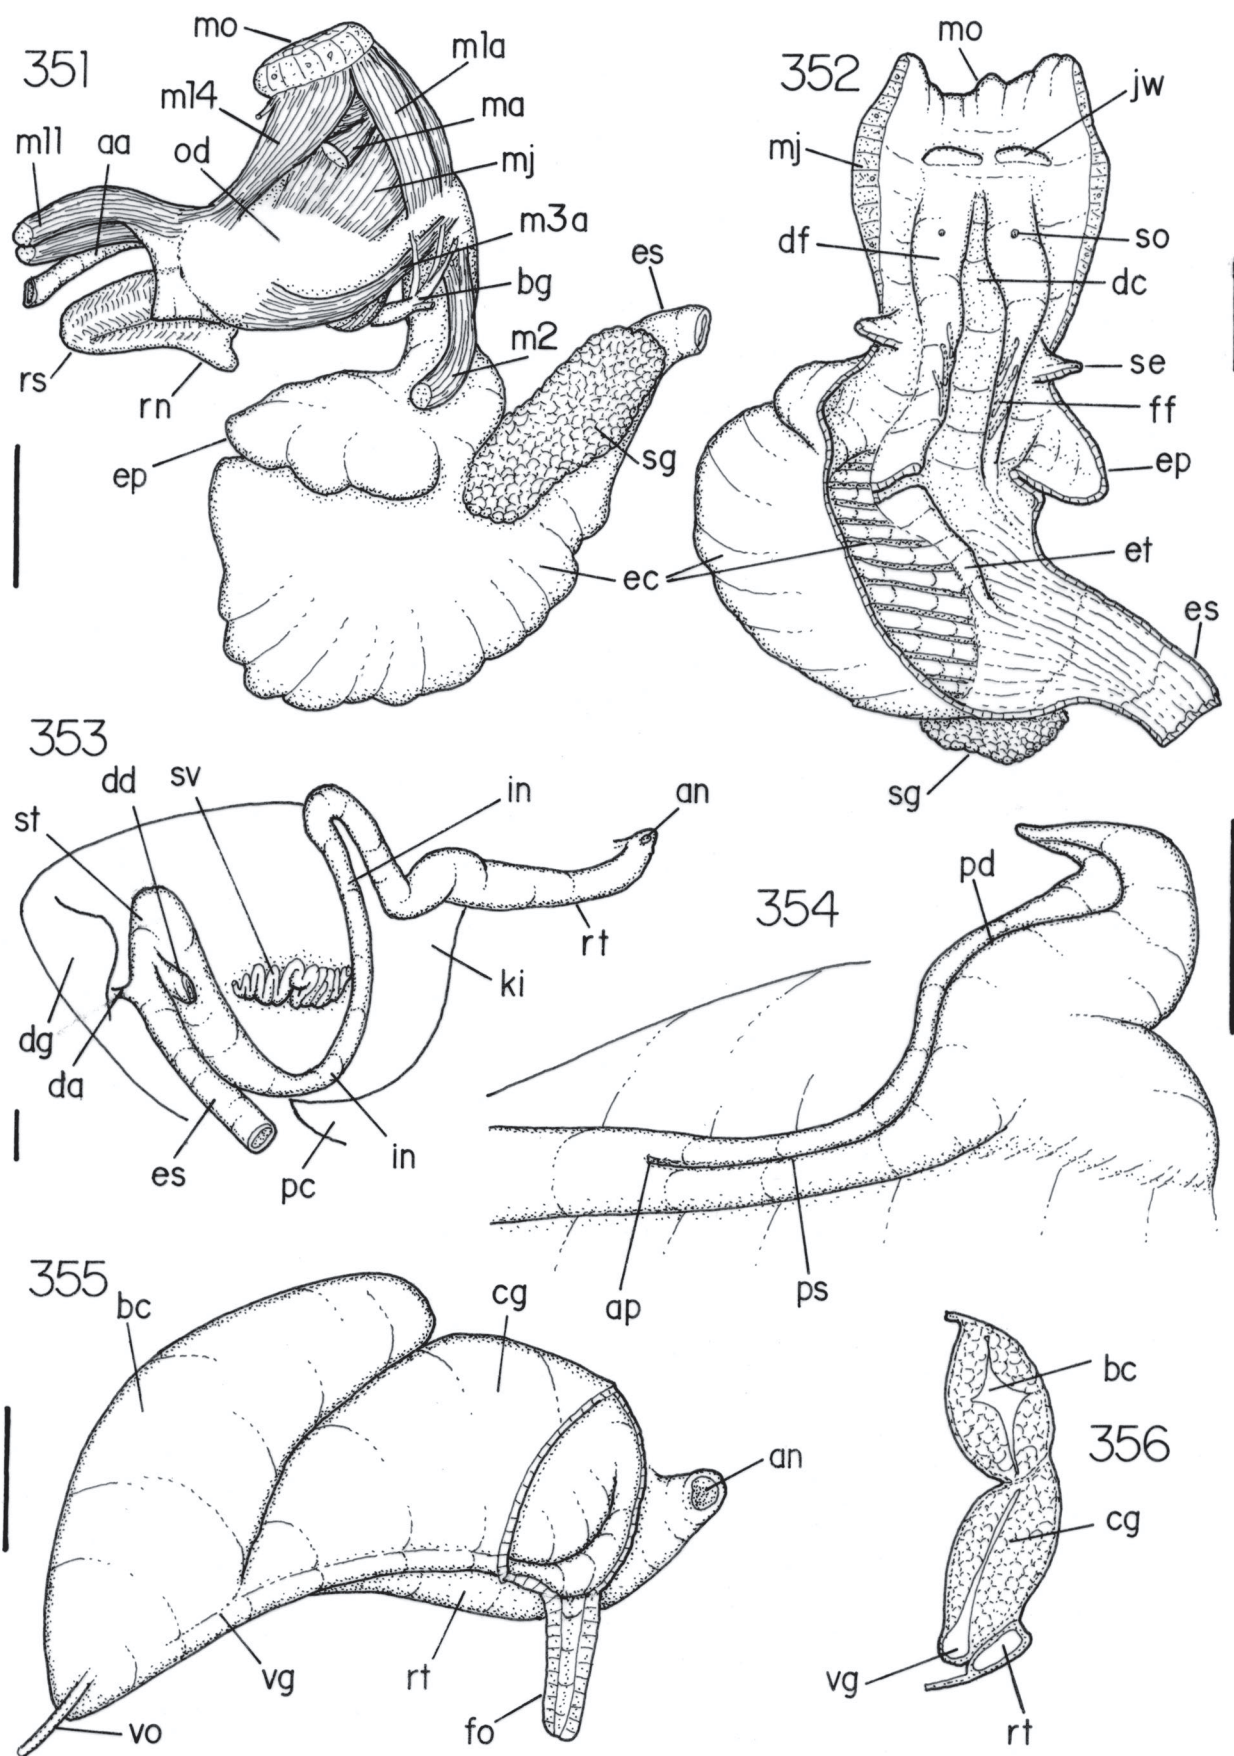 351
mo
m1a
m14
ma
m11
aa
od
mj
m3a
es
bg
m2
rs
rn
ep
sg
ec
352
mo
jw
mj
df
so
dc
se
ff
ep
et
es
sg
353
dd
sv
in
an
st
rt
ki
dg
da
es
pc
in
354
pd
ap
ps
355
bc
cg
an
vg
rt
fo
vo
356
bc
cg
vg
rt